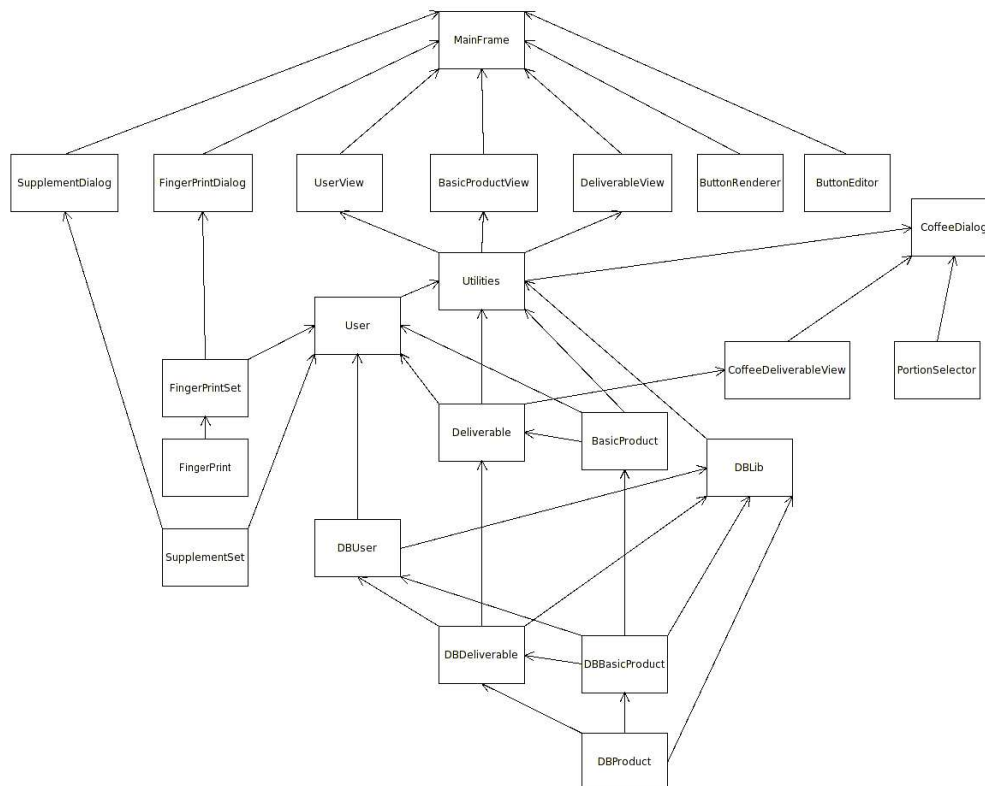 MainFrame
SupplementDialog
FingerPrintDialog
UserView
BasicProductView
DeliverableView
ButtonRenderer
ButtonEditor
CoffeeDialog
Utilities
User
FingerPrintSet
CoffeeDeliverableView
PortionSelector
Deliverable
BasicProduct
FingerPrint
DBLib
DBUser
SupplementSet
DBDeliverable
DBBasicProduct
DBProduct